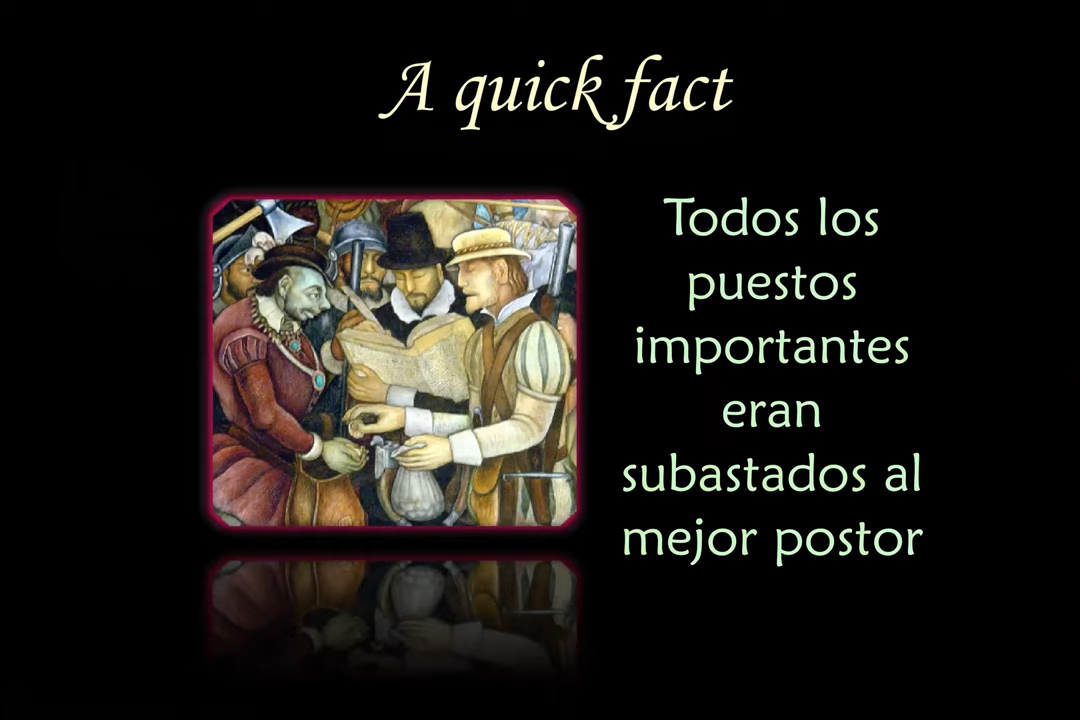 A quick fact
Todos los
puestos
importantes
eran
subastados al
mejor postor